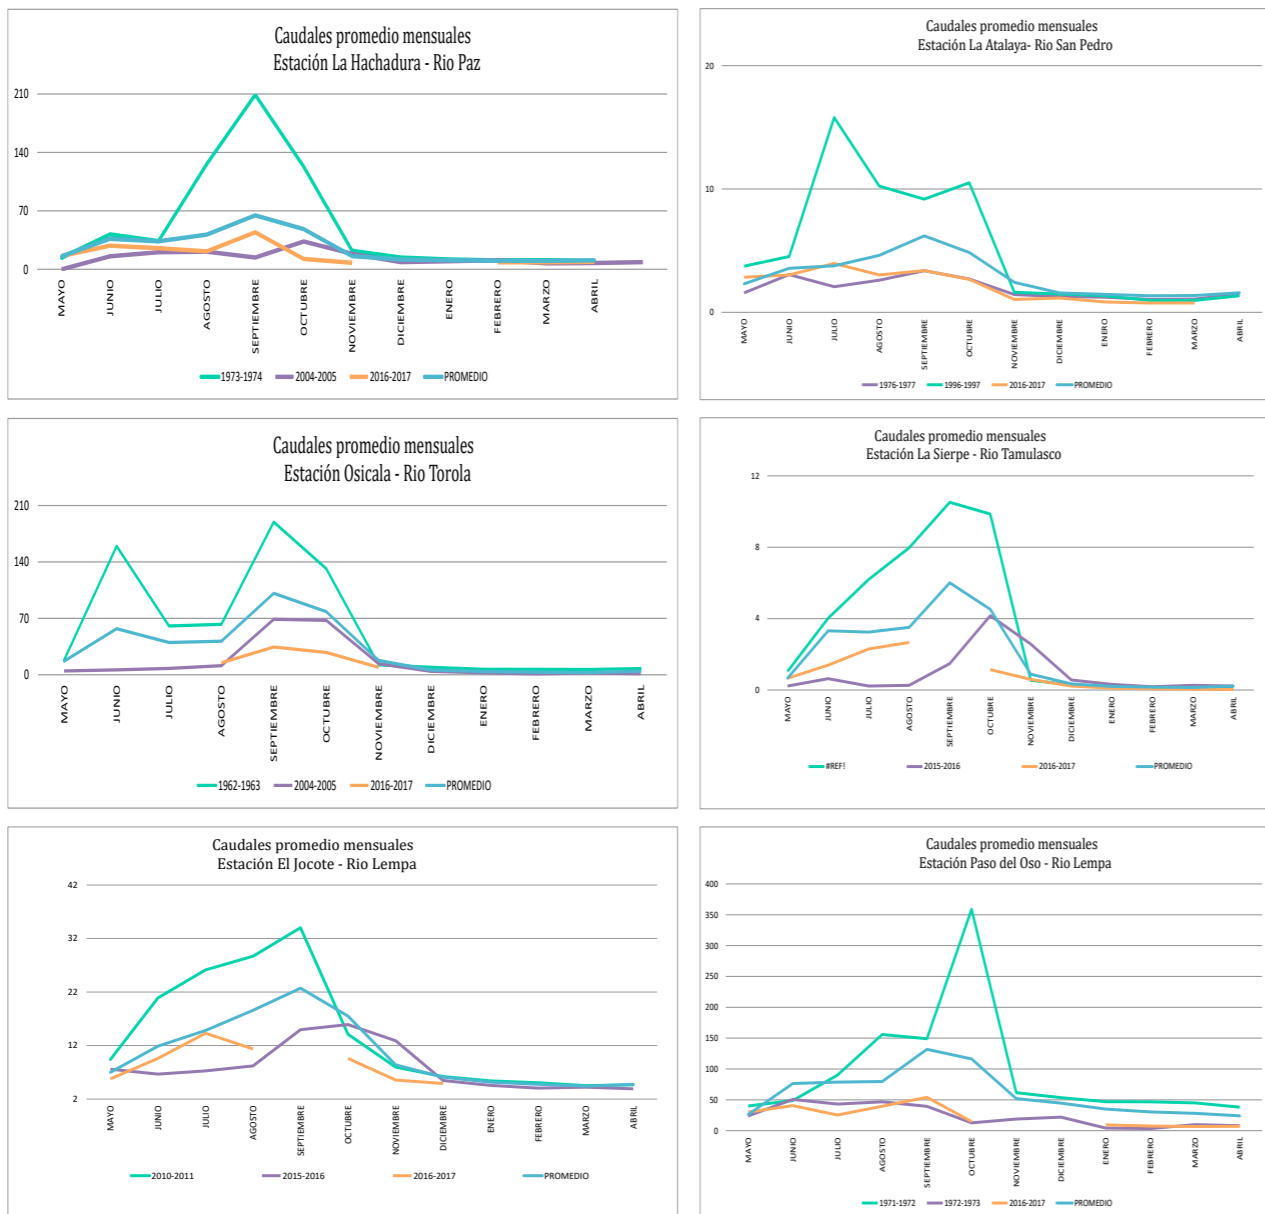 Caudales promedio mensuales
Estación La Hachadura - Rio Paz
210
140
70
0
MAYO
JUNIO
JULIO
AGOSTO
SEPTIEMBRE
OCTUBRE
NOVIEMBRE
DICIEMBRE
ENERO
FEBRERO
MARZO
ABRIL
1973-1974 2004-2005 2016-2017 PROMEDIO
Caudales promedio mensuales
Estación La Atalaya- Rio San Pedro
20
10
0
MAYO
JUNIO
JULIO
AGOSTO
SEPTIEMBRE
OCTUBRE
NOVIEMBRE
DICIEMBRE
ENERO
FEBRERO
MARZO
ABRIL
1976-1977 1996-1997 2016-2017 PROMEDIO
Caudales promedio mensuales
Estación Osicala - Rio Torola
210
140
70
0
MAYO
JUNIO
JULIO
AGOSTO
SEPTIEMBRE
OCTUBRE
NOVIEMBRE
DICIEMBRE
ENERO
FEBRERO
MARZO
ABRIL
1962-1963 2004-2005 2016-2017 PROMEDIO
Caudales promedio mensuales
Estación La Sierpe - Rio Tamulasco
12
8
4
0
MAYO
JUNIO
JULIO
AGOSTO
SEPTIEMBRE
OCTUBRE
NOVIEMBRE
DICIEMBRE
ENERO
FEBRERO
MARZO
ABRIL
#REF! 2015-2016 2016-2017 PROMEDIO
Caudales promedio mensuales
Estación El Jocote - Rio Lempa
42
32
22
12
2
MAYO
JUNIO
JULIO
AGOSTO
SEPTIEMBRE
OCTUBRE
NOVIEMBRE
DICIEMBRE
ENERO
FEBRERO
MARZO
ABRIL
2010-2011 2015-2016 2016-2017 PROMEDIO
Caudales promedio mensuales
Estación Paso del Oso - Rio Lempa
400
350
300
250
200
150
100
50
0
MAYO
JUNIO
JULIO
AGOSTO
SEPTIEMBRE
OCTUBRE
NOVIEMBRE
DICIEMBRE
ENERO
FEBRERO
MARZO
ABRIL
1971-1972 1972-1973 2016-2017 PROMEDIO